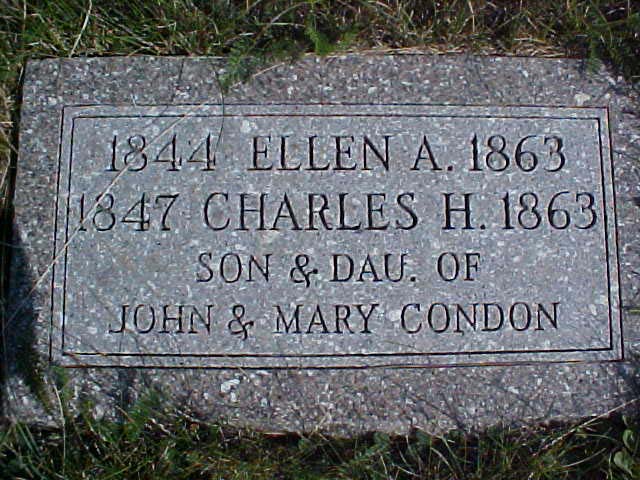 1844 ELLEN A. 1863
1847 CHARLES H. 1863
SON & DAU. OF
JOHN & MARY CONDON